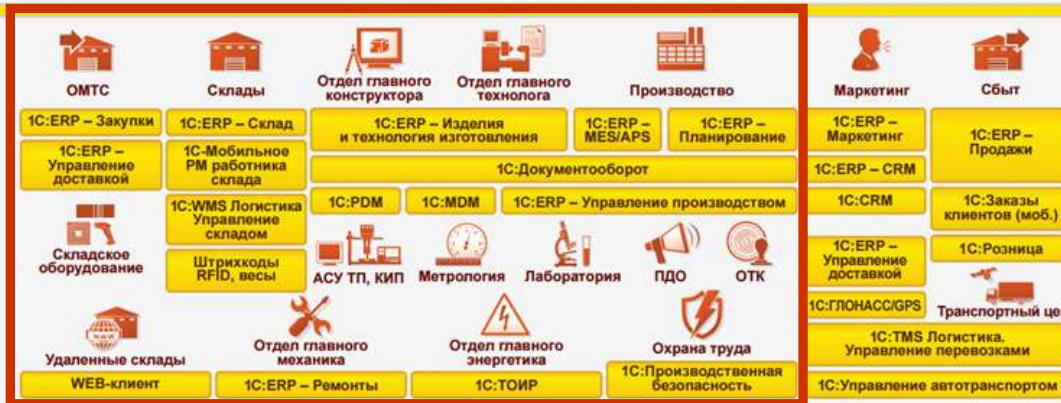 ОМТС
Склады
Отдел главного
конструктора
Отдел главного
технолога
Производство
Маркетинг
Сбыт
1С:ERP – Закупки
1С:ERP – Склад
1С:ERP – Изделия
и технология изготовления
1С:ERP –
MES/APS
1С:ERP –
Планирование
1С:ERP –
Маркетинг
1С:ERP –
Продажи
1С:ERP –
Управление
доставкой
1С-Мобильное
РМ работника
склада
1С:Документооборот
1С:ERP – CRM
1С:WMS Логистика
Управление
складом
1С:PDM
1С:MDM
1С:ERP – Управление производством
1С:CRM
1С:Заказы
клиентов (моб.)
Складское
оборудование
Штрихкоды
RFID, весы
АСУ ТП, КИП
Метрология
Лаборатория
ПДО
ОТК
1С:ERP –
Управление
доставкой
1С:Розница
1С:ГЛОНАСС/GPS
Транспортный це
Удаленные склады
Отдел главного
механика
Отдел главного
энергетика
Охрана труда
1С:TMS Логистика.
Управление перевозками
WEB-клиент
1С:ERP – Ремонты
1С:ТОИР
1С:Производственная
безопасность
1С:Управление автотранспортом